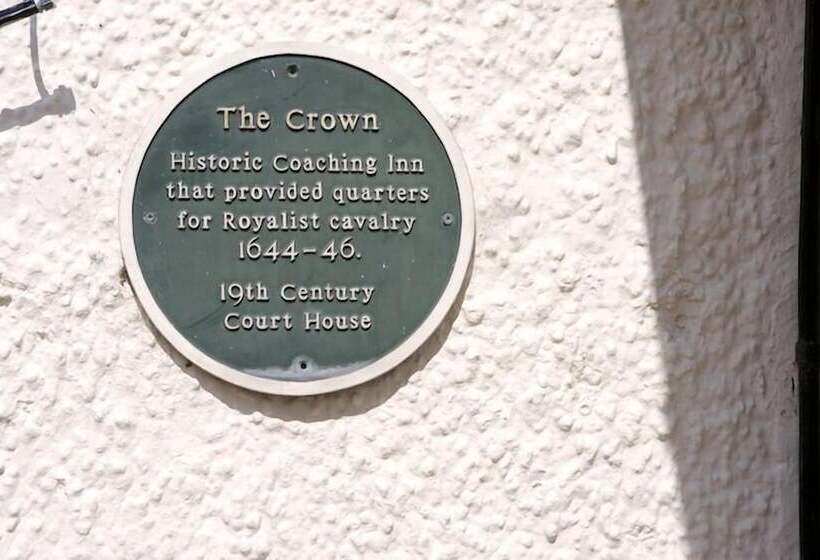 The Crown
Historic Coaching Inn
that provided quarters
for Royalist cavalry
1644-46.
19th Century
Court House